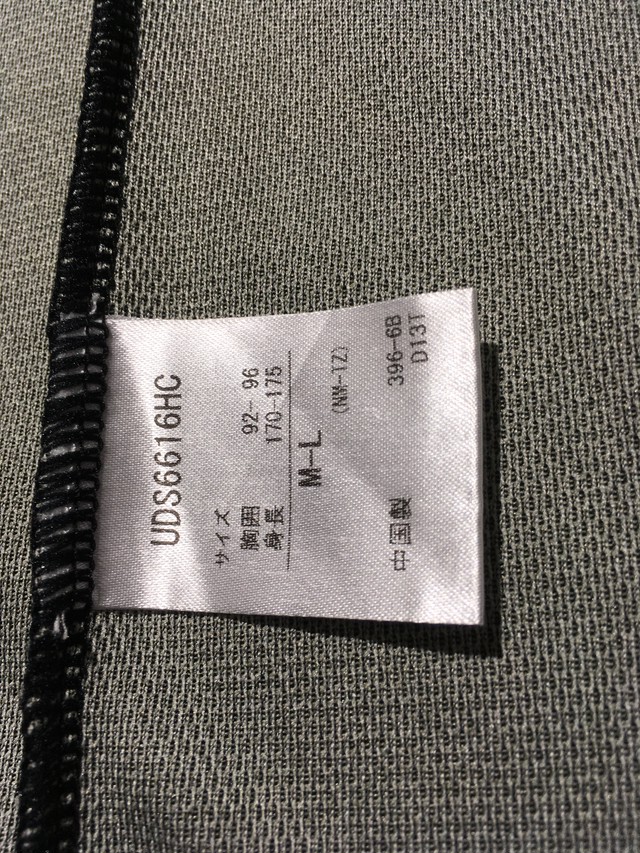 UDS6616HC
サイズ
胸囲 92- 96
身長 170-175
M-L
(NM-TZ)
中国製 396-6B
D13T